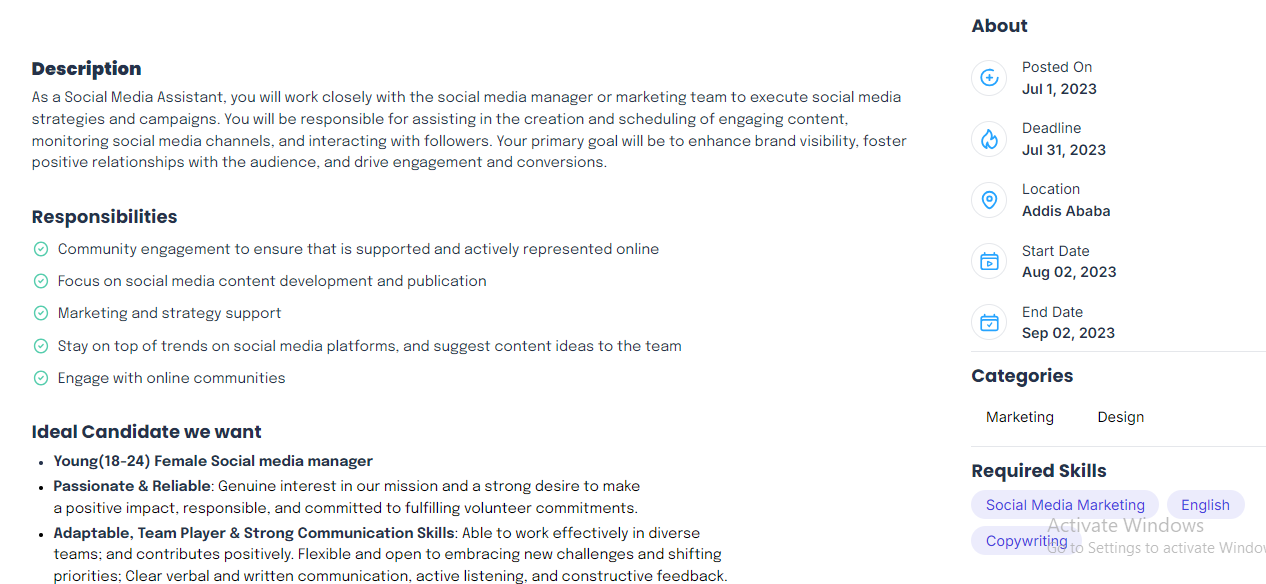 Description
As a Social Media Assistant, you will work closely with the social media manager or marketing team to execute social media
strategies and campaigns. You will be responsible for assisting in the creation and scheduling of engaging content,
monitoring social media channels, and interacting with followers. Your primary goal will be to enhance brand visibility, foster
positive relationships with the audience, and drive engagement and conversions.
Responsibilities
Community engagement to ensure that is supported and actively represented online
Focus on social media content development and publication
Marketing and strategy support
Stay on top of trends on social media platforms, and suggest content ideas to the team
Engage with online communities
Ideal Candidate we want
• Young(18-24) Female Social media manager
• Passionate & Reliable: Genuine interest in our mission and a strong desire to make
a positive impact, responsible, and committed to fulfilling volunteer commitments.
• Adaptable, Team Player & Strong Communication Skills: Able to work effectively in diverse
teams; and contributes positively. Flexible and open to embracing new challenges and shifting
priorities; Clear verbal and written communication, active listening, and constructive feedback.
About
Posted On
Jul 1, 2023
Deadline
Jul 31, 2023
Location
Addis Ababa
Start Date
Aug 02, 2023
End Date
Sep 02, 2023
Categories
Marketing Design
Required Skills
Social Media Marketing English
Copywriting
Activate Windows
Go to Settings to activate Windo